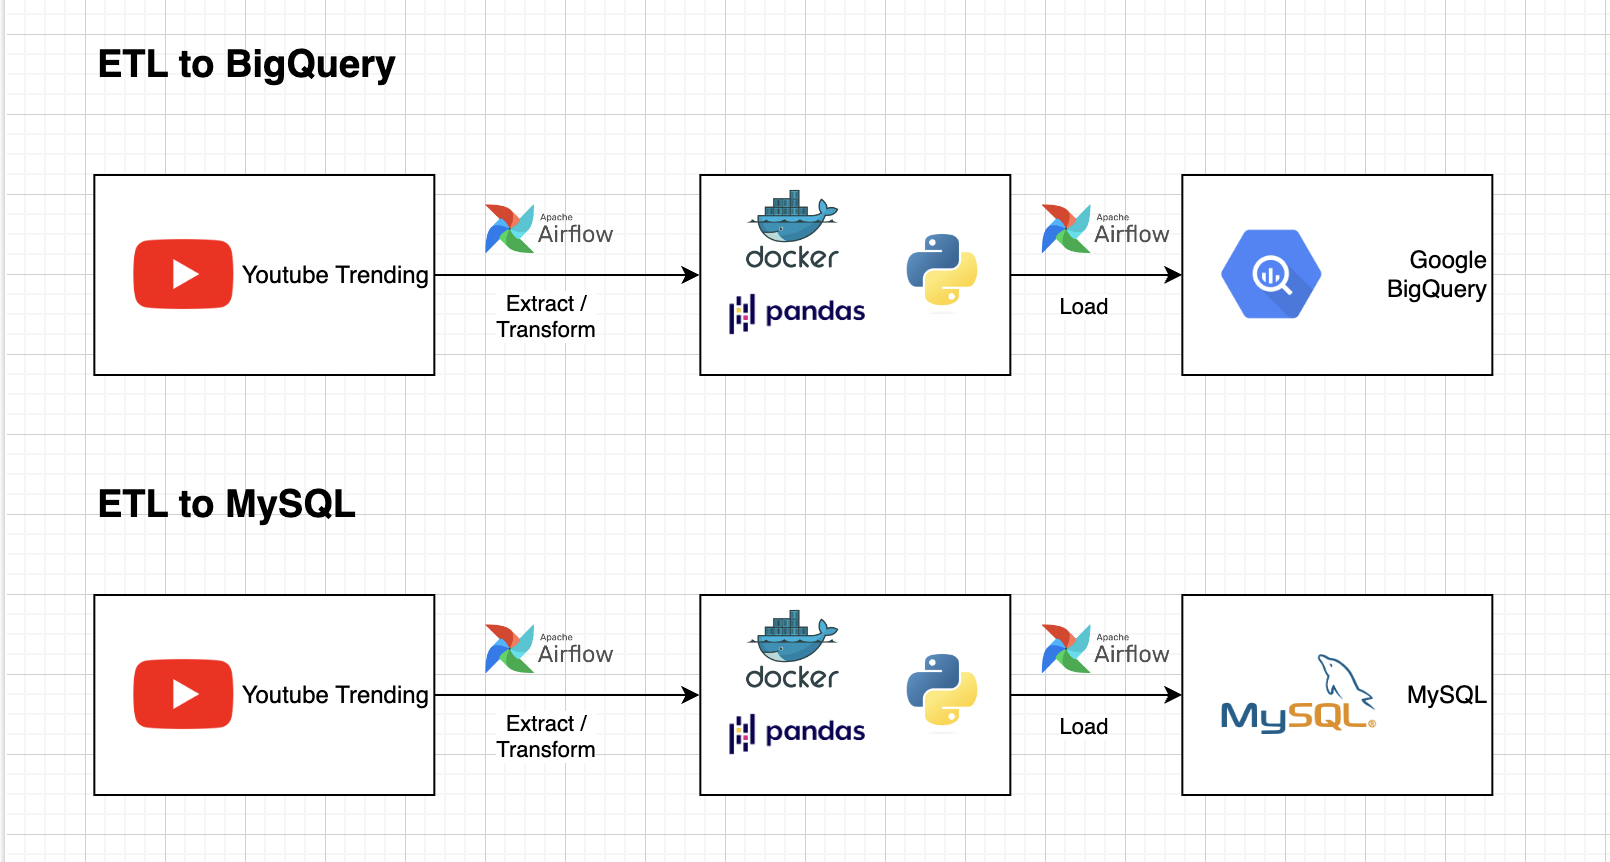 ETL to BigQuery
Youtube Trending
Apache
Airflow
Extract /
Transform
docker
pandas
Apache
Airflow
Load
Google
BigQuery
ETL to MySQL
Youtube Trending
Apache
Airflow
Extract /
Transform
docker
pandas
Apache
Airflow
Load
MySQL®
MySQL